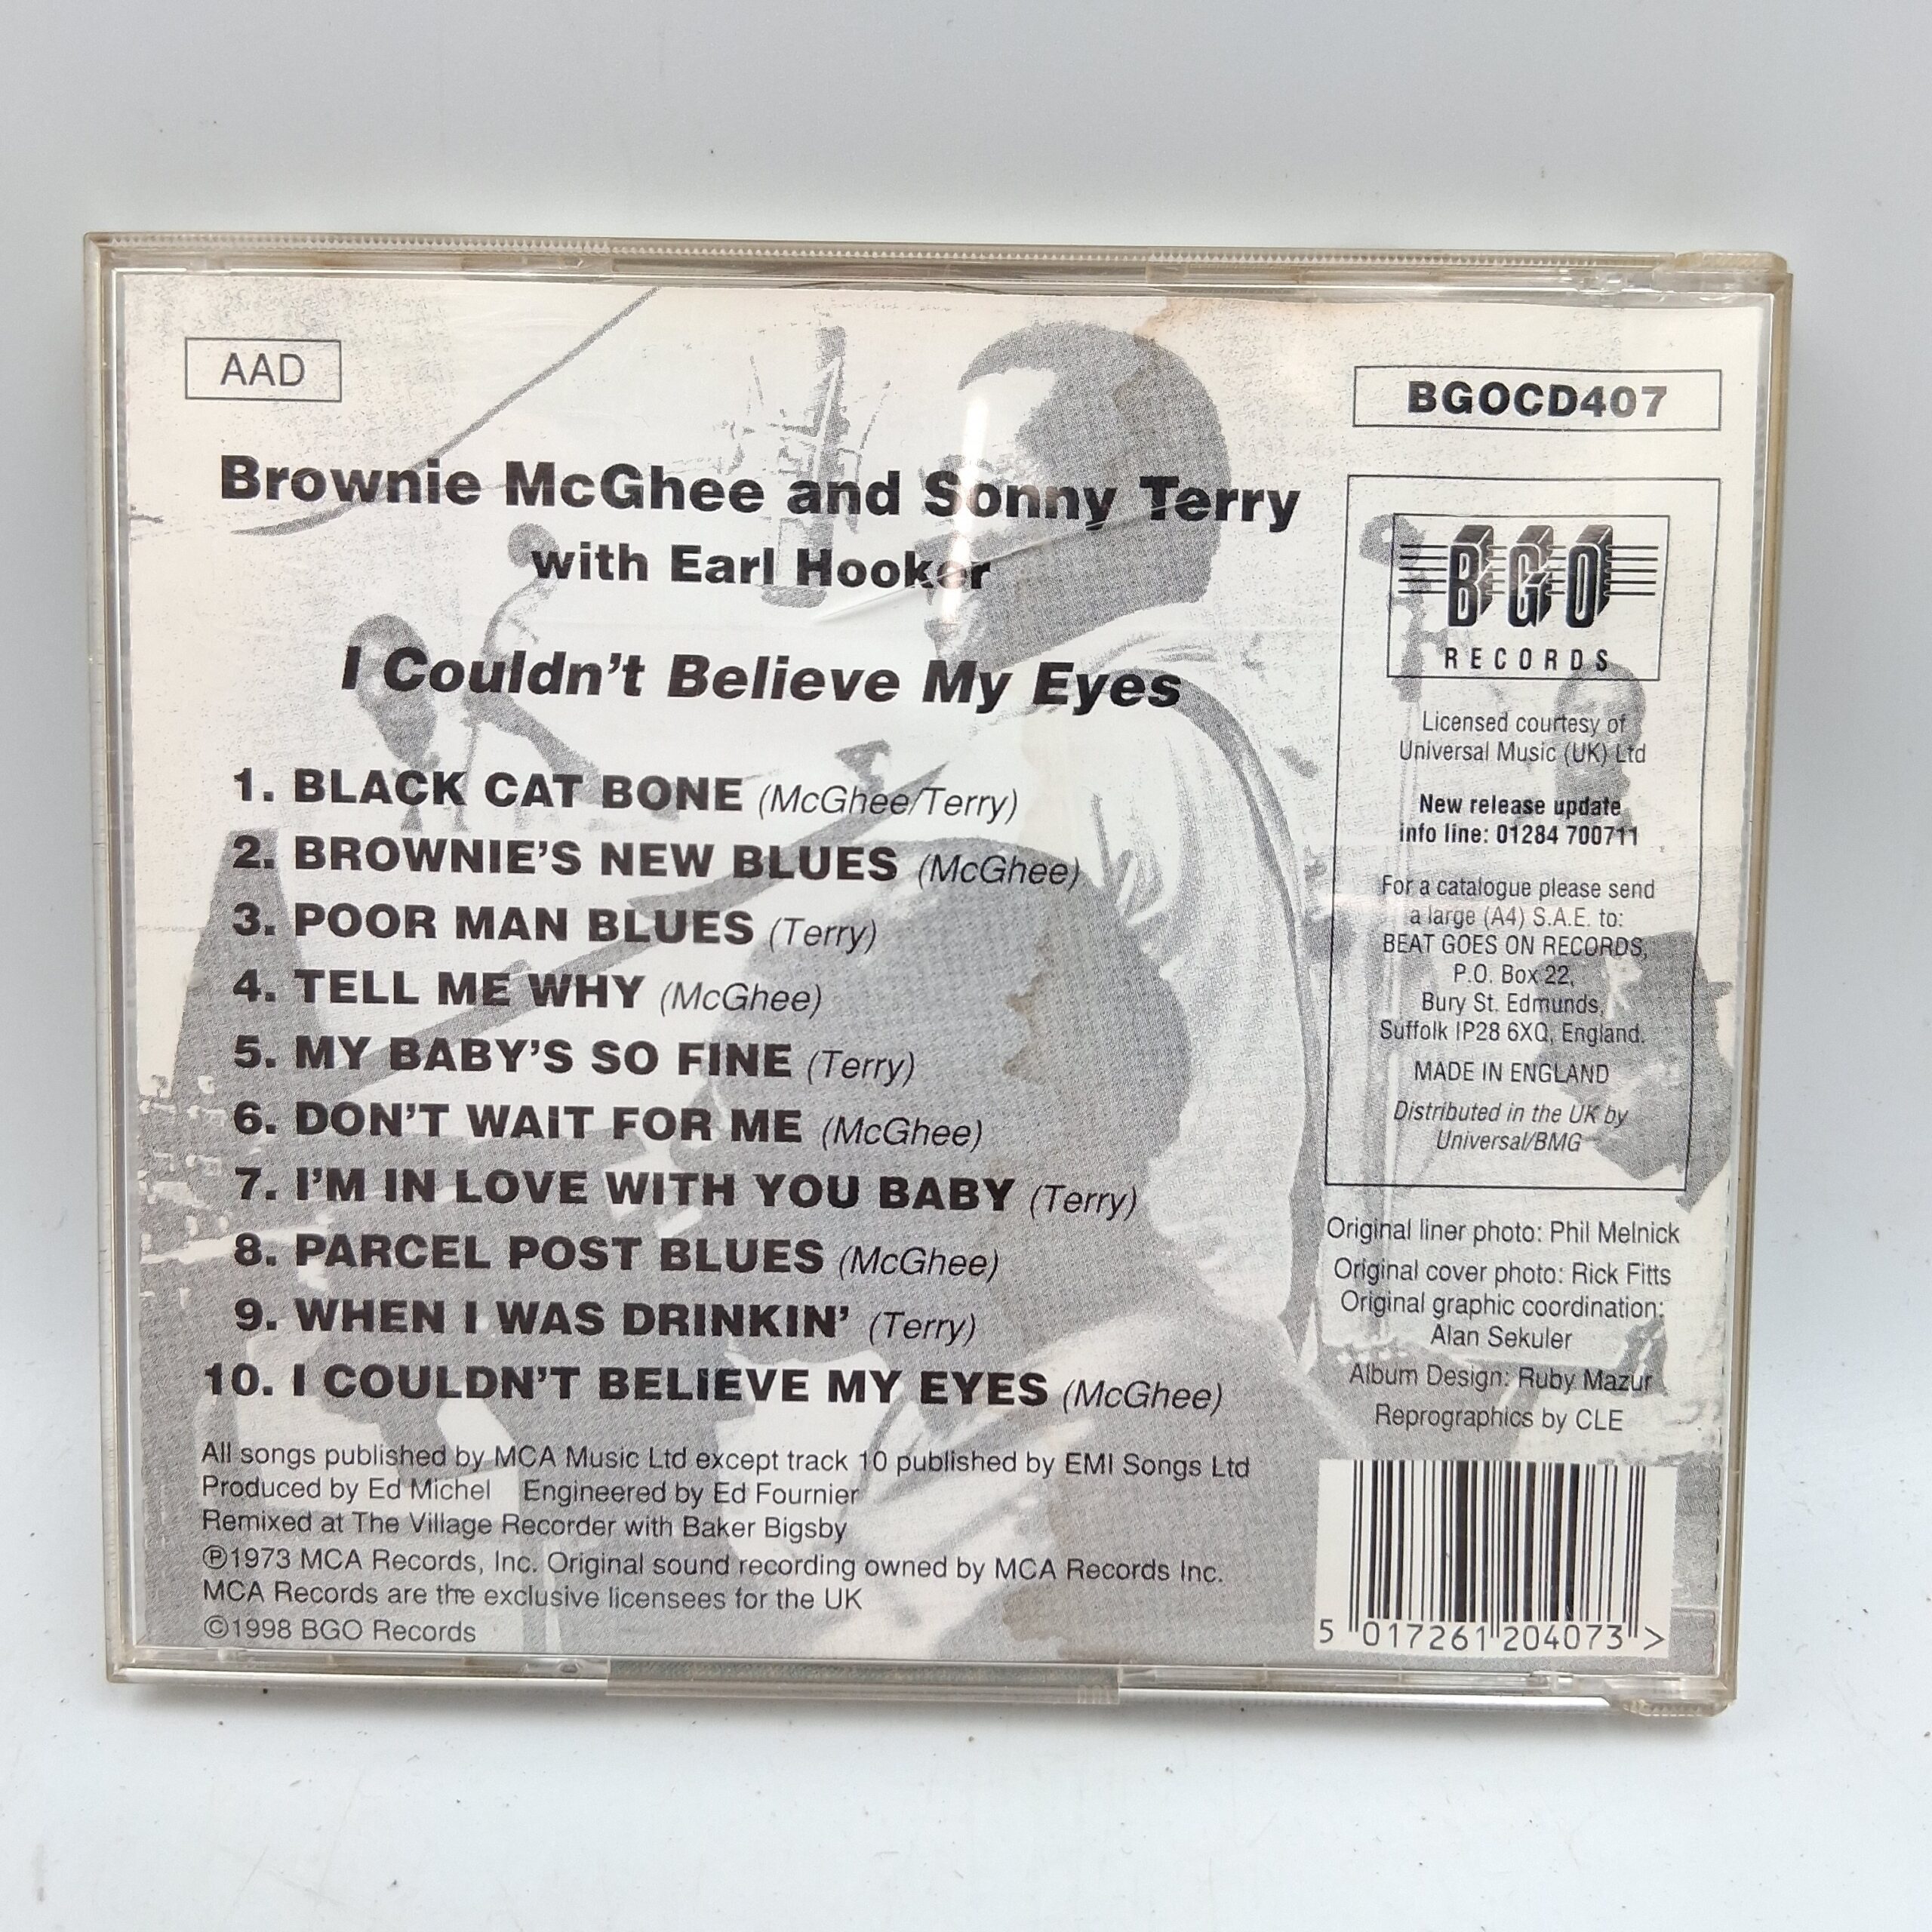 AAD
BGOCD407
Brownie McGhee and Sonny Terry
with Earl Hooker
I Couldn't Believe My Eyes
1. BLACK CAT BONE (McGhee/Terry)
2. BROWNIE'S NEW BLUES (McGhee)
3. POOR MAN BLUES (Terry)
4. TELL ME WHY (McGhee)
5. MY BABY'S SO FINE (Terry)
6. DON'T WAIT FOR ME (McGhee)
7. I'M IN LOVE WITH YOU BABY (Terry)
8. PARCEL POST BLUES (McGhee)
9. WHEN I WAS DRINKIN' (Terry)
10. I COULDN'T BELIEVE MY EYES (McGhee)
All songs published by MCA Music Ltd except track 10 published by EMI Songs Ltd
Produced by Ed Michel Engineered by Ed Fournier
Remixed at The Village Recorder with Baker Bigsby
℗1973 MCA Records, Inc. Original sound recording owned by MCA Records Inc.
MCA Records are the exclusive licensees for the UK
©1998 BGO Records
BGO
RECORDS
Licensed courtesy of
Universal Music (UK) Ltd
New release update
info line: 01284 700711
For a catalogue please send
a large (A4) S.A.E. to:
BEAT GOES ON RECORDS,
P.O. Box 22,
Bury St. Edmunds,
Suffolk IP28 6XQ, England.
MADE IN ENGLAND
Distributed in the UK by
Universal/BMG
Original liner photo: Phil Melnick
Original cover photo: Rick Fitts
Original graphic coordination:
Alan Sekuler
Album Design: Ruby Mazur
Reprographics by CLE
5 017261 204073 >